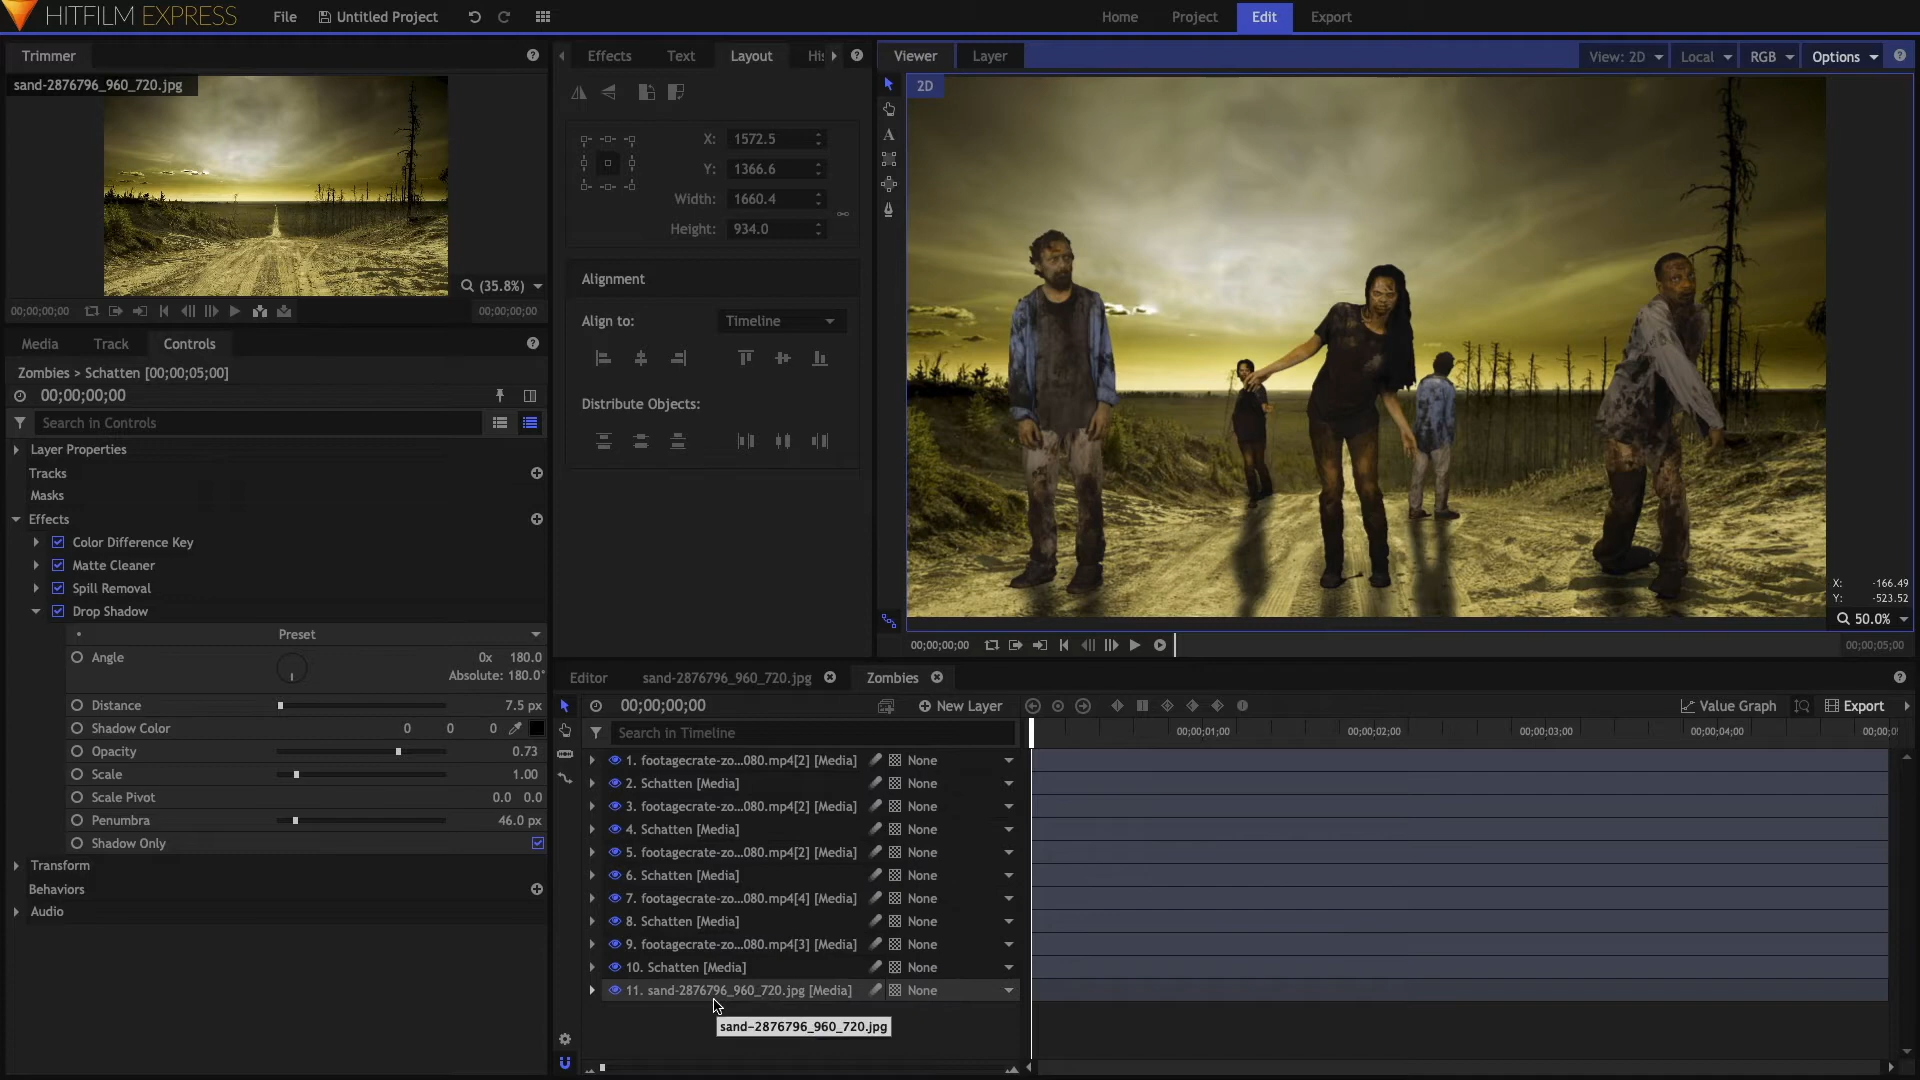 HITFILM EXPRESS
File
Untitled Project
Home
Project
Edit
Export
Trimmer
sand-2876796_960_720.jpg
(35.8%)
00;00;00;00
00;00;00;00
Media
Track
Controls
Zombies > Schatten [00;00;05;00]
00;00;00;00
Search in Controls
Layer Properties
Tracks
Masks
Effects
Color Difference Key
Matte Cleaner
Spill Removal
Drop Shadow
Preset
Angle
0x 180.0
Absolute: 180.0°
Distance
7.5 px
Shadow Color
0 0 0
Opacity
0.73
Scale
1.00
Scale Pivot
0.0 0.0
Penumbra
46.0 px
Shadow Only
Transform
Behaviors
Audio
Effects
Text
Layout
X: 1572.5
Y: 1366.6
Width: 1660.4
Height: 934.0
Alignment
Align to:
Timeline
Distribute Objects:
Viewer
Layer
View: 2D
Local
RGB
Options
2D
A
X: -166.49
Y: -523.52
50.0%
00;00;00;00
00;00;05;00
Editor
sand-2876796_960_720.jpg
Zombies
00;00;00;00
New Layer
Value Graph
Export
Search in Timeline
00;00;01;00
00;00;02;00
00;00;03;00
00;00;04;00
1. footagecrate-zo...080.mp4[2] [Media] None
2. Schatten [Media] None
3. footagecrate-zo...080.mp4[2] [Media] None
4. Schatten [Media] None
5. footagecrate-zo...080.mp4[2] [Media] None
6. Schatten [Media] None
7. footagecrate-zo...080.mp4[4] [Media] None
8. Schatten [Media] None
9. footagecrate-zo...080.mp4[3] [Media] None
10. Schatten [Media] None
11. sand-2876796_960_720.jpg [Media] None
sand-2876796_960_720.jpg